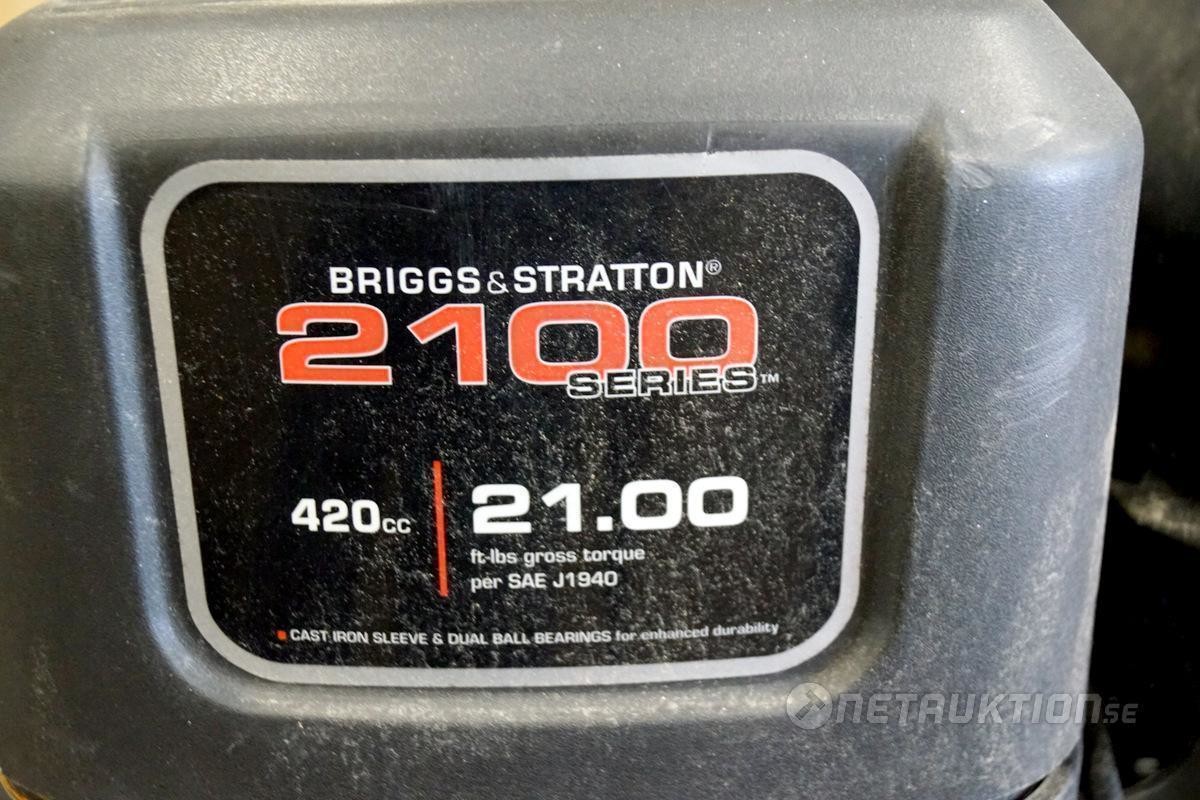 BRIGGS & STRATTON®
2100
SERIES™
420cc
21.00
ft-lbs gross torque
per SAE J1940
CAST IRON SLEEVE & DUAL BALL BEARINGS for enhanced durability
NETRUKTION.SE